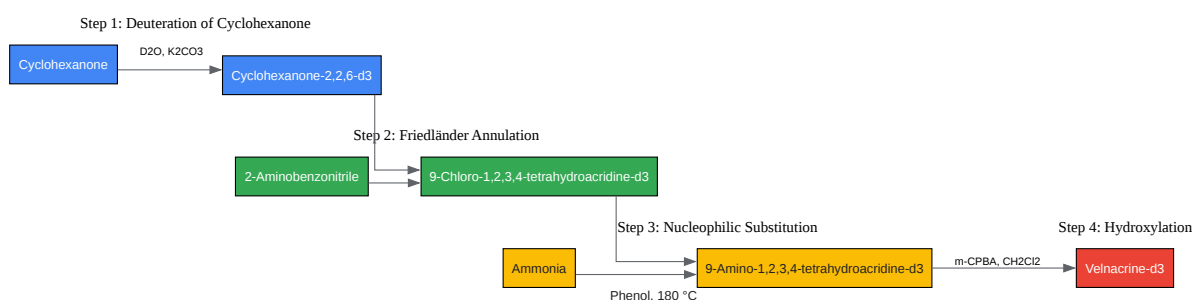 Step 1: Deuteration of Cyclohexanone
Cyclohexanone
D2O, K2CO3
Cyclohexanone-2,2,6-d3
Step 2: Friedländer Annulation
2-Aminobenzonitrile
9-Chloro-1,2,3,4-tetrahydroacridine-d3
Step 3: Nucleophilic Substitution
Ammonia
Phenol, 180 °C
9-Amino-1,2,3,4-tetrahydroacridine-d3
Step 4: Hydroxylation
m-CPBA, CH2Cl2
Velnacrine-d3